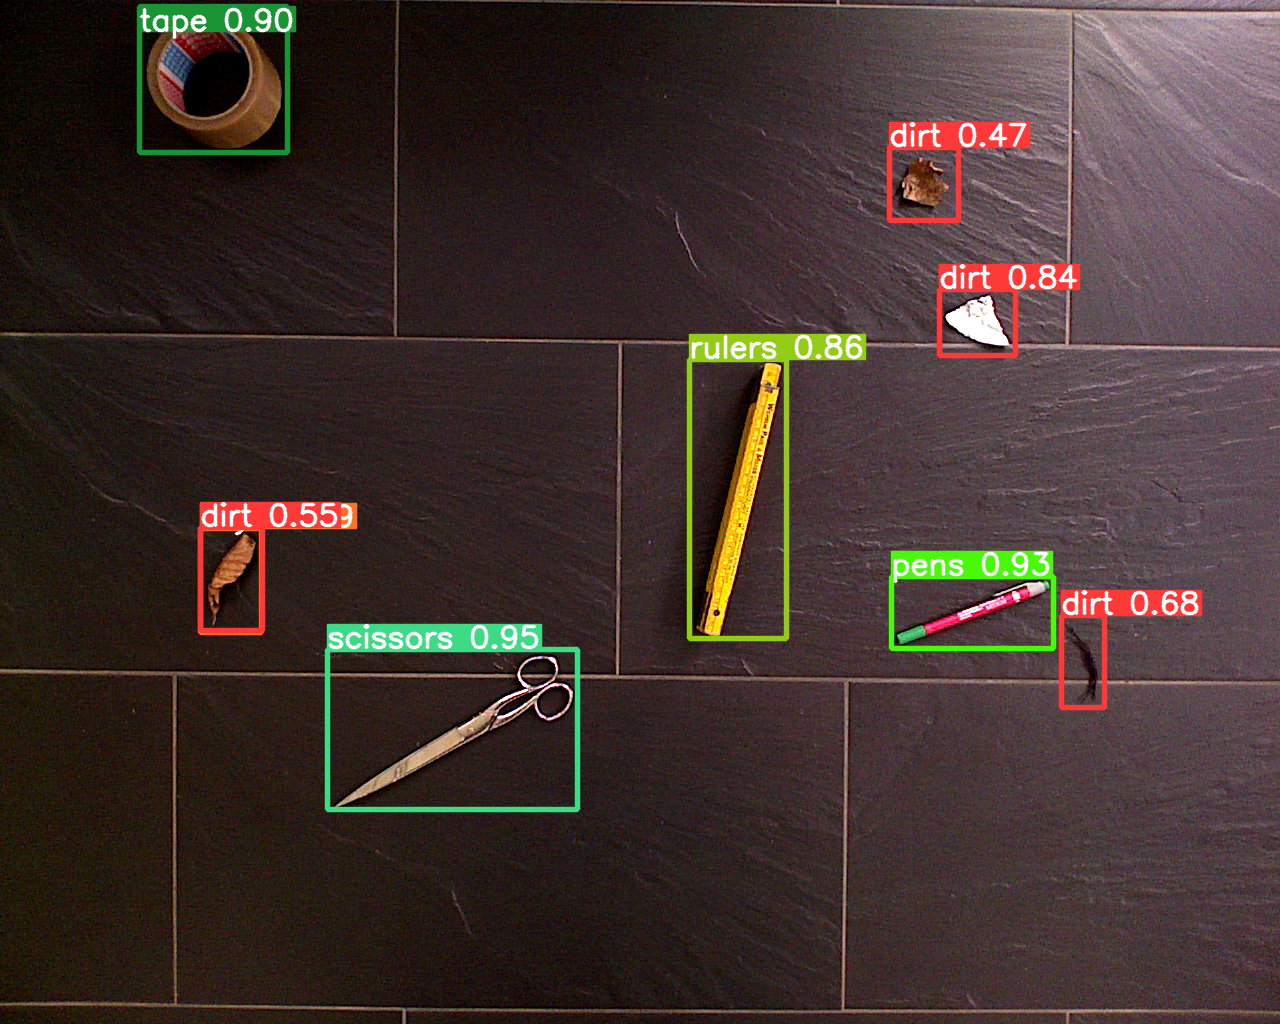 tape 0.90
dirt 0.47
dirt 0.84
rulers 0.86
dirt 0.559
pens 0.93
dirt 0.68
scissors 0.95